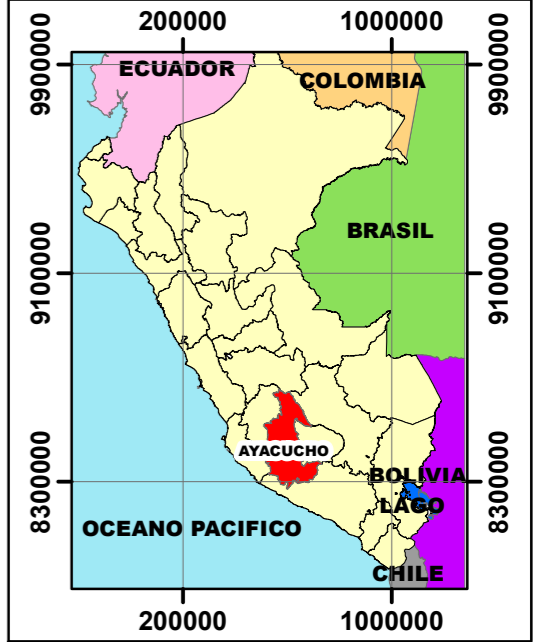 200000 1000000
9900000 9900000
ECUADOR
COLOMBIA
BRASIL
9100000 9100000
AYACUCHO
BOLIVIA
8300000 8300000
LAGO
OCEANO PACIFICO
CHILE
200000 1000000